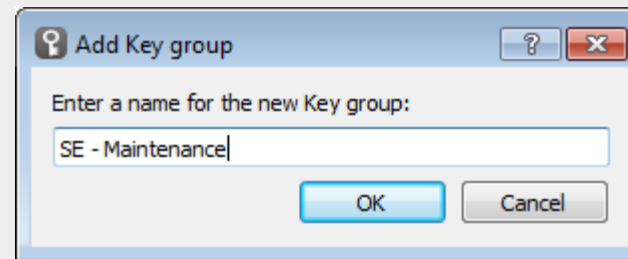 Add Key group
?
Enter a name for the new Key group:
SE - Maintenance
OK
Cancel